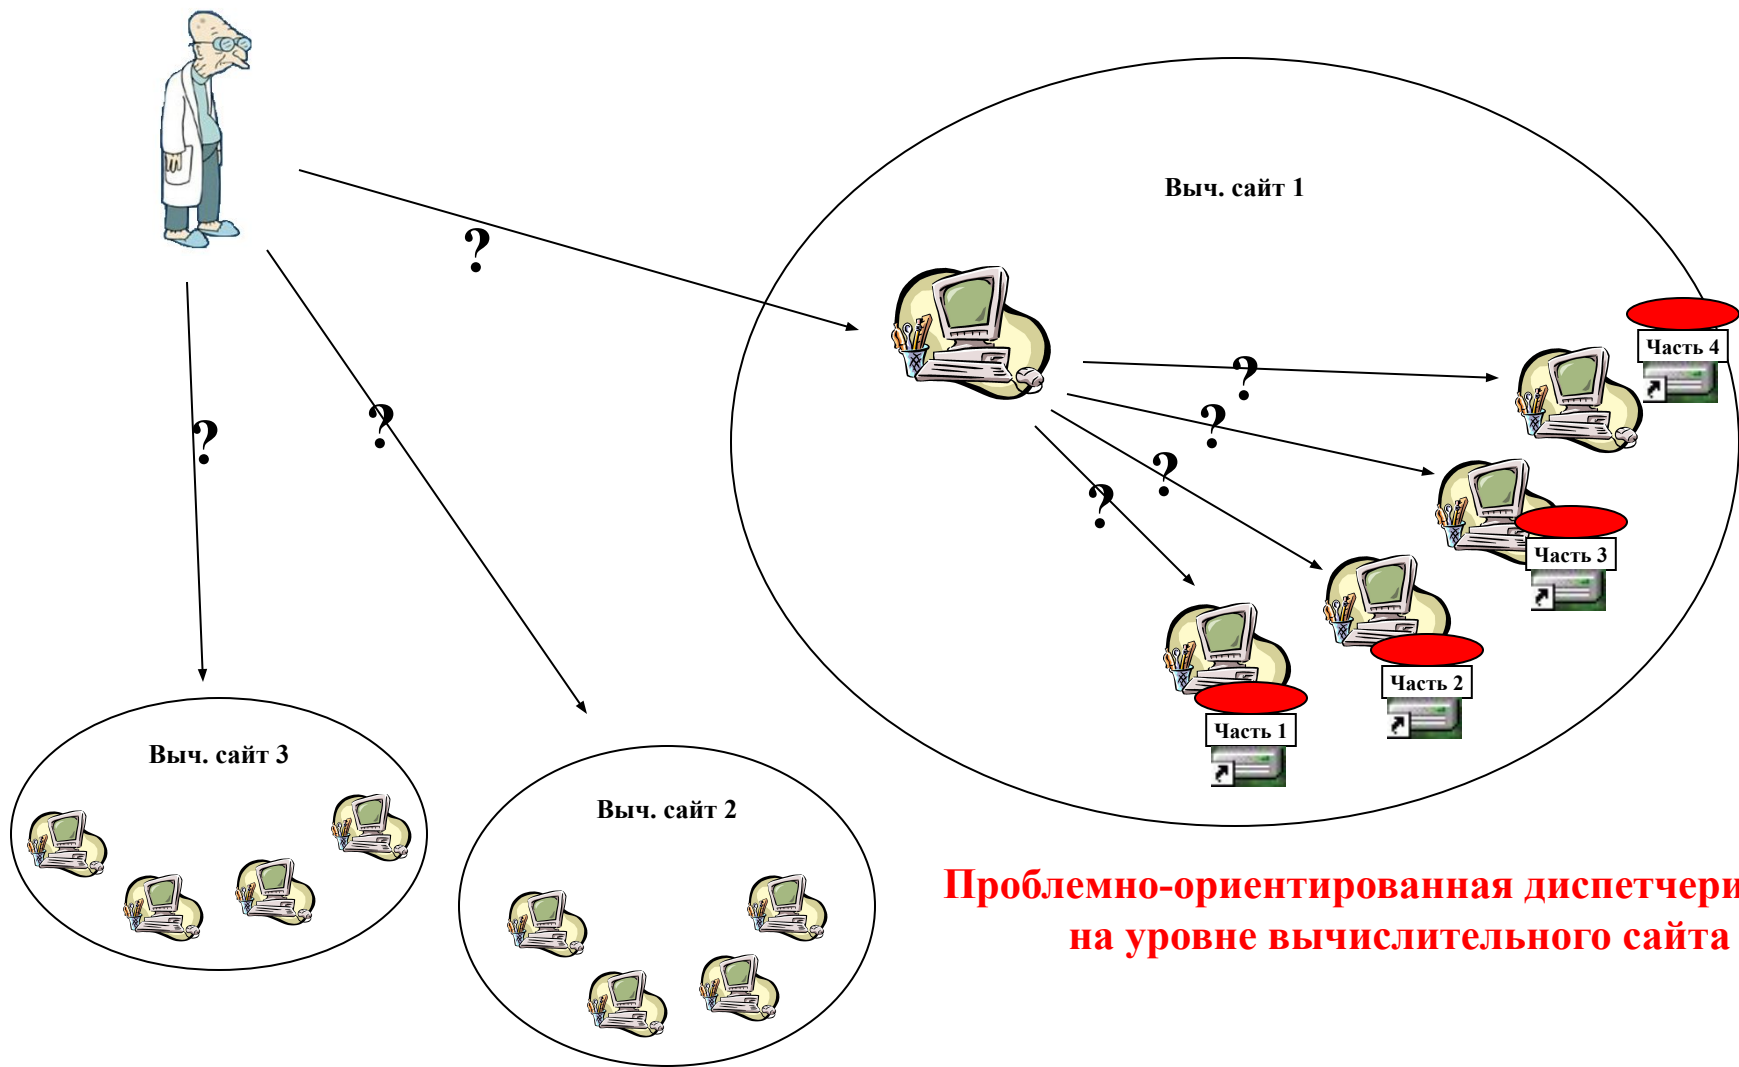 Выч. сайт 1
?
Часть 4
?
?
?
?
?
?
Часть 3
Часть 2
Часть 1
Выч. сайт 3
Выч. сайт 2
Проблемно-ориентированная диспетчери
на уровне вычислительного сайта